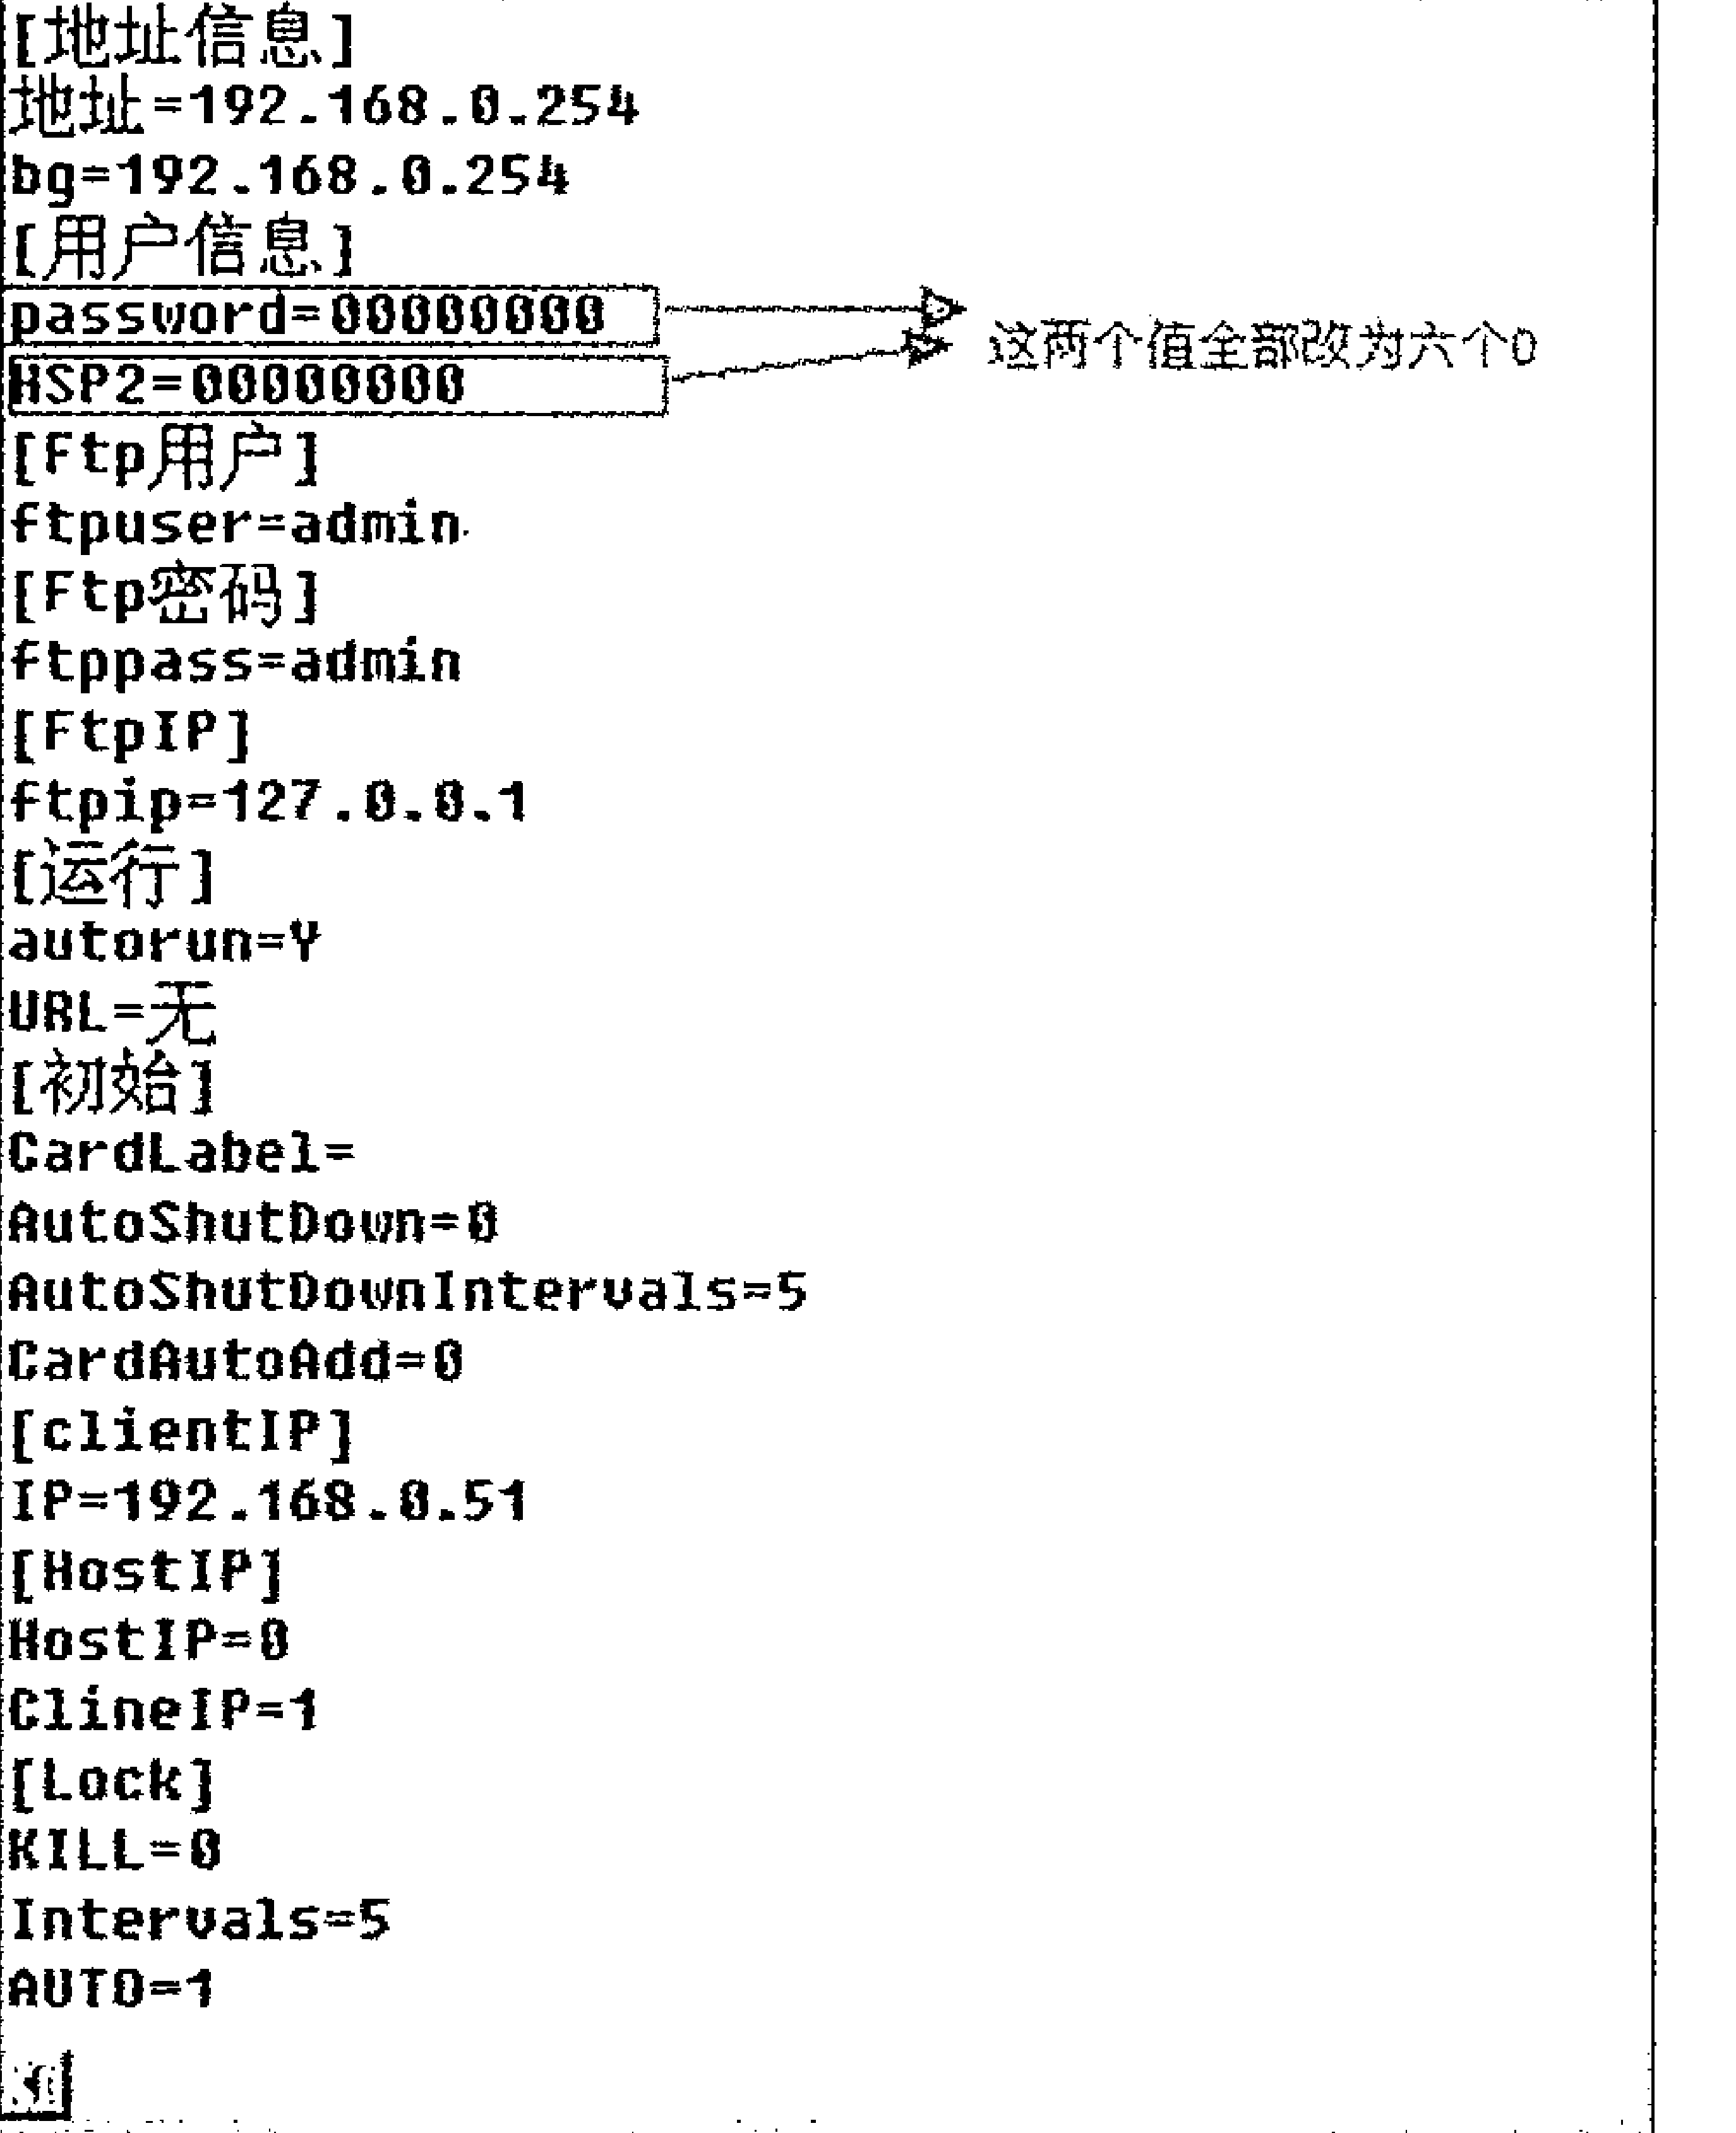 [地址信息]
地址=192.168.0.254
bg=192.168.0.254
[用户信息]
password=00000000
这两个值全部改为六个0
HSP2=00000000
[Ftp用户]
ftpuser=admin
[Ftp密码]
ftppass=admin
[FtpIP]
ftpip=127.0.0.1
[运行]
autorun=Y
URL=无
[初始]
CardLabel=
AutoShutDown=0
AutoShutDownIntervals=5
CardAutoAdd=0
[clientIP]
IP=192.168.0.51
[HostIP]
HostIP=0
ClineIP=1
[Lock]
KILL=0
Intervals=5
AUTO=1